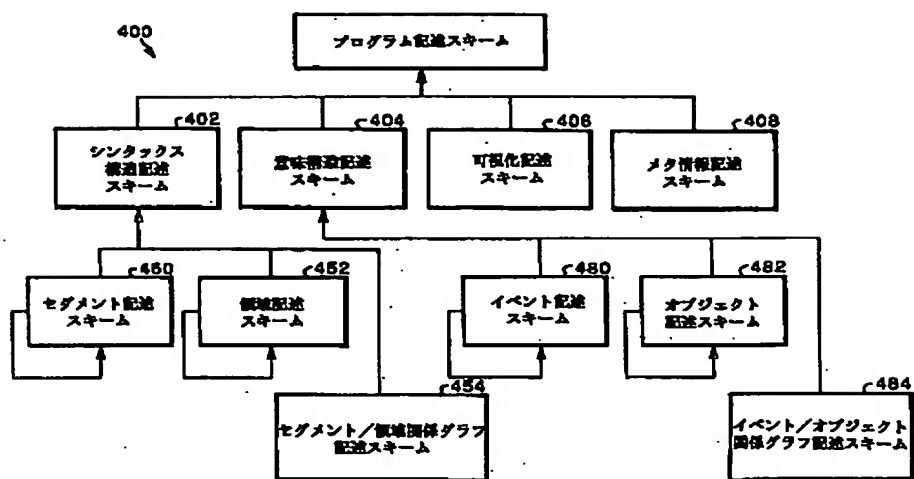 400
プログラム記述スキーム
402
シンタックス
構造記述
スキーム
404
意味構造記述
スキーム
406
可視化記述
スキーム
408
メタ情報記述
スキーム
450
セグメント記述
スキーム
452
領域記述
スキーム
480
イベント記述
スキーム
482
オブジェクト
記述スキーム
454
セグメント／領域関係グラフ
記述スキーム
484
イベント／オブジェクト
関係グラフ記述スキーム